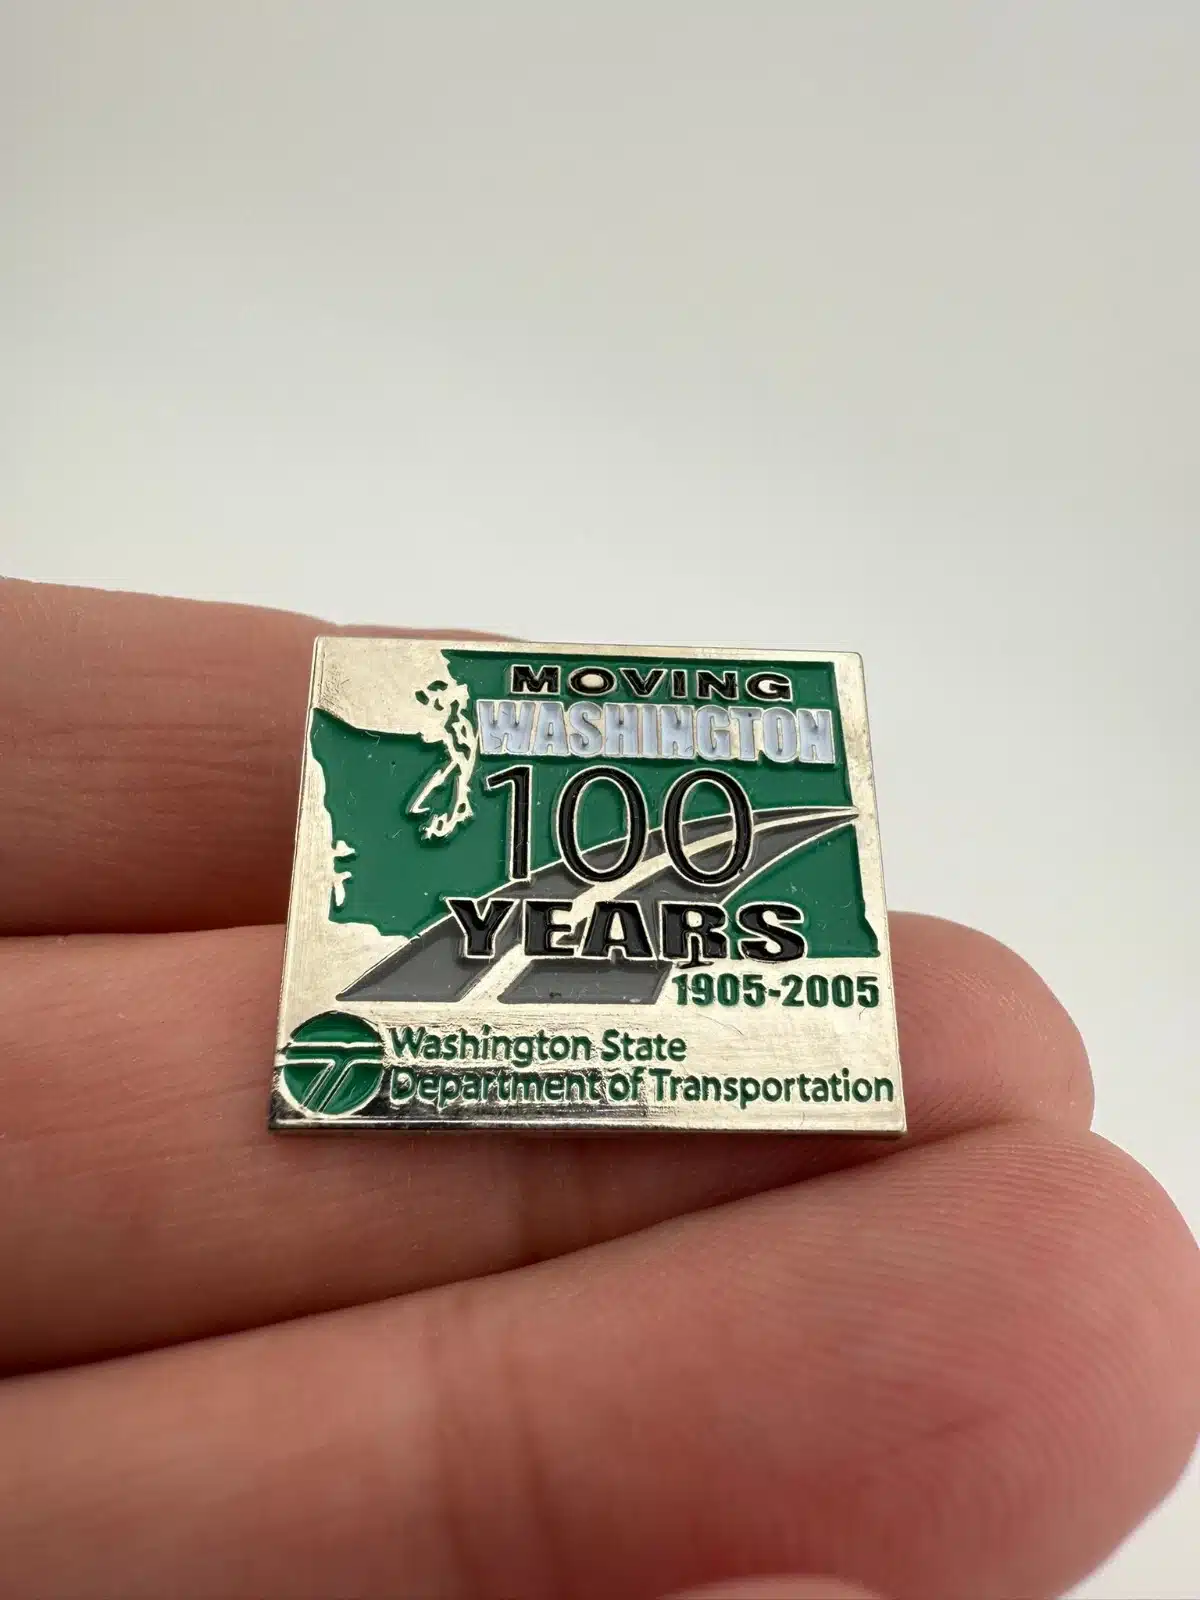 MOVING
WASHINGTON
100
YEARS
1905-2005
Washington State
Department of Transportation